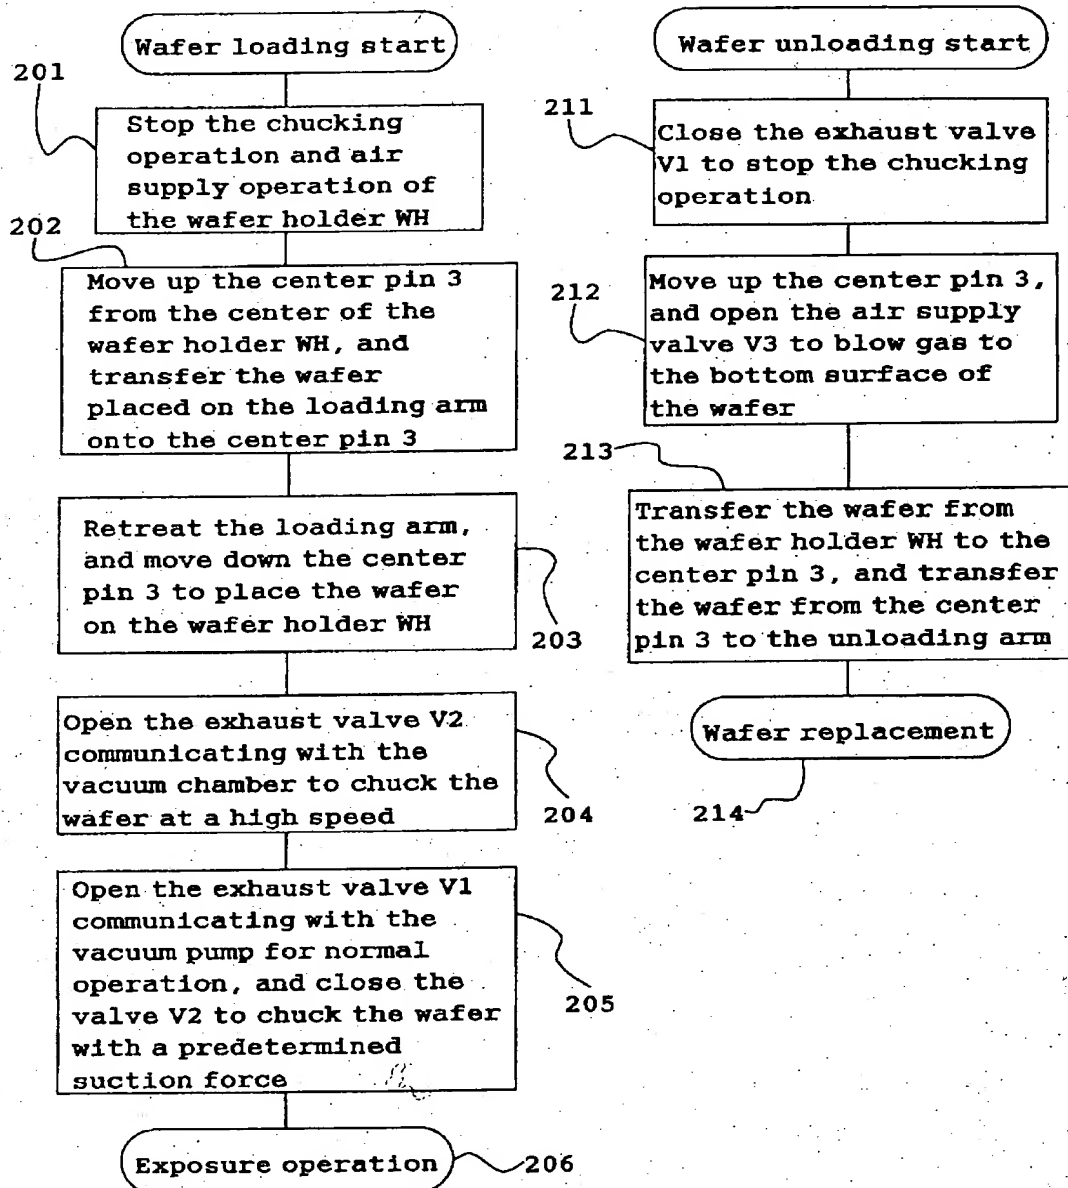 Wafer loading start
201
Stop the chucking
operation and air
supply operation of
the wafer holder WH
202
Move up the center pin 3
from the center of the
wafer holder WH, and
transfer the wafer
placed on the loading arm
onto the center pin 3
Retreat the loading arm,
and move down the center
pin 3 to place the wafer
on the wafer holder WH
203
Open the exhaust valve V2
communicating with the
vacuum chamber to chuck the
wafer at a high speed
204
Open the exhaust valve V1
communicating with the
vacuum pump for normal
operation, and close the
valve V2 to chuck the wafer
with a predetermined
suction force
205
Exposure operation
206
Wafer unloading start
211
Close the exhaust valve
V1 to stop the chucking
operation
212
Move up the center pin 3,
and open the air supply
valve V3 to blow gas to
the bottom surface of
the wafer
213
Transfer the wafer from
the wafer holder WH to the
center pin 3, and transfer
the wafer from the center
pin 3 to the unloading arm
Wafer replacement
214